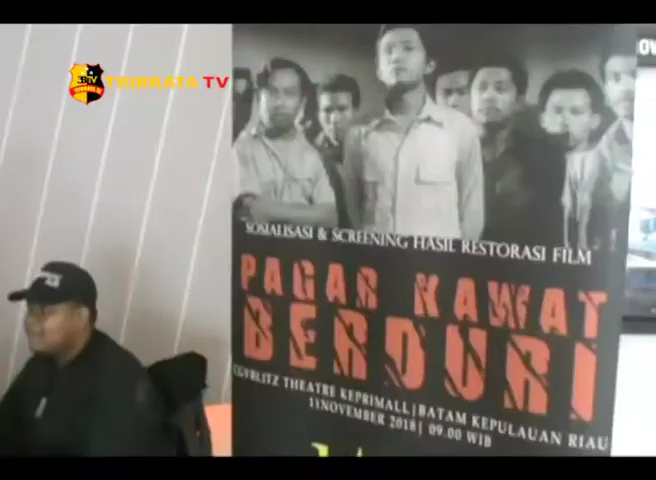 TRIBRATA TV
SOSIALISASI & SCREENING HASIL RESTORASI FILM
PAGAR KAWAT
BERDURI
CGVBLITZ THEATRE KEPRIMALL | BATAM KEPULAUAN RIAU
11 NOVEMBER 2018 | 09.00 WIB